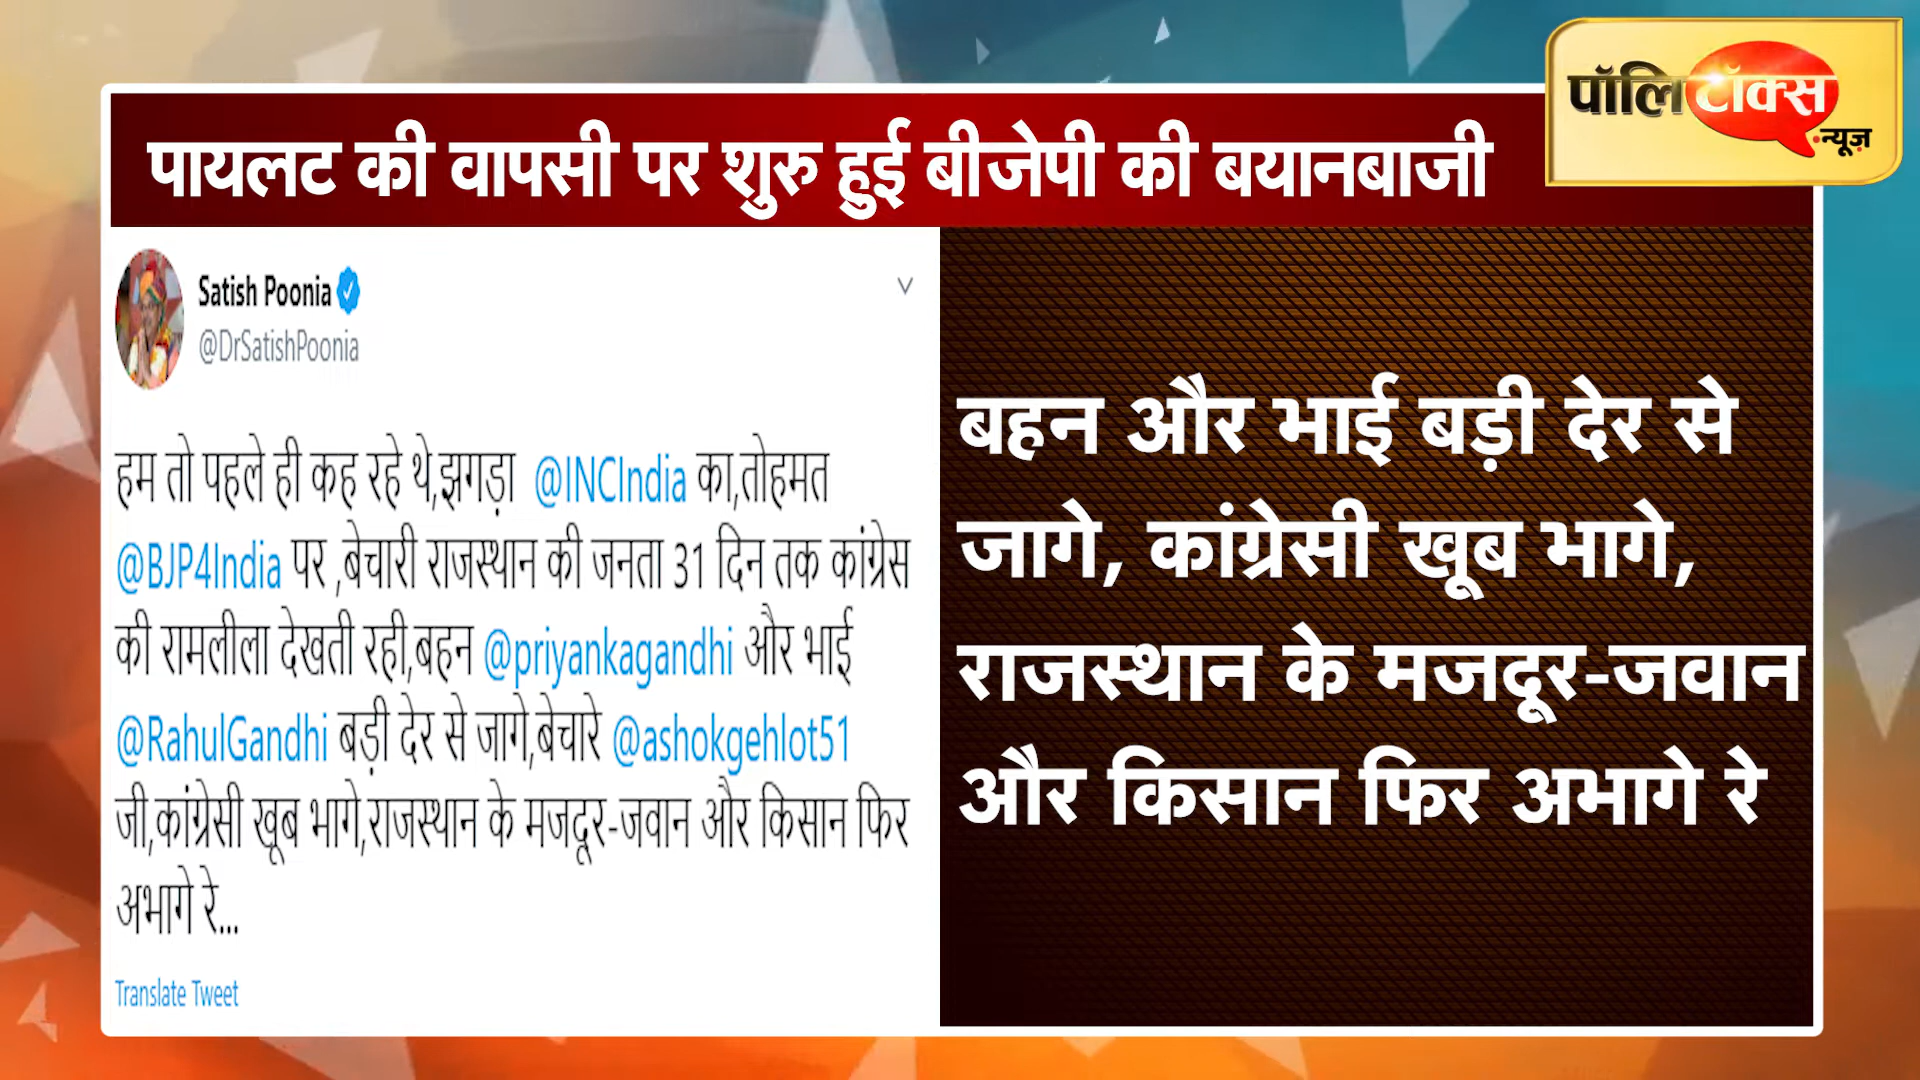 पॉलिटॉक्स
न्यूज़
पायलट की वापसी पर शुरु हुई बीजेपी की बयानबाजी
Satish Poonia
@DrSatishPoonia
हम तो पहले ही कह रहे थे,झगड़ा @INCIndia का,तोहमत
@BJP4India पर ,बेचारी राजस्थान की जनता 31 दिन तक कांग्रेस
की रामलीला देखती रही,बहन @priyankagandhi और भाई
@RahulGandhi बड़ी देर से जागे,बेचारे @ashokgehlot51
जी,कांग्रेसी खूब भागे,राजस्थान के मजदूर-जवान और किसान फिर
अभागे रे...
Translate Tweet
बहन और भाई बड़ी देर से
जागे, कांग्रेसी खूब भागे,
राजस्थान के मजदूर-जवान
और किसान फिर अभागे रे